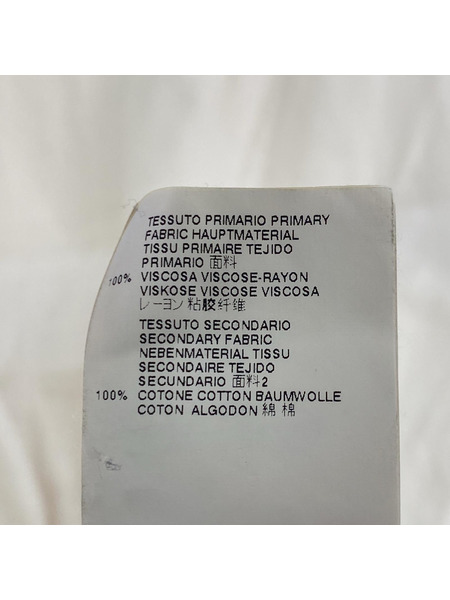 TESSUTO PRIMARIO PRIMARY
FABRIC HAUPTMATERIAL
TISSU PRIMAIRE TEJIDO
PRIMARIO 面料
100% VISCOSA VISCOSE-RAYON
VISKOSE VISCOSE VISCOSA
レーヨン 粘胶纤维
TESSUTO SECONDARIO
SECONDARY FABRIC
NEBENMATERIAL TISSU
SECONDAIRE TEJIDO
SECUNDARIO 面料2
100% COTONE COTTON BAUMWOLLE
COTON ALGODON 綿 棉